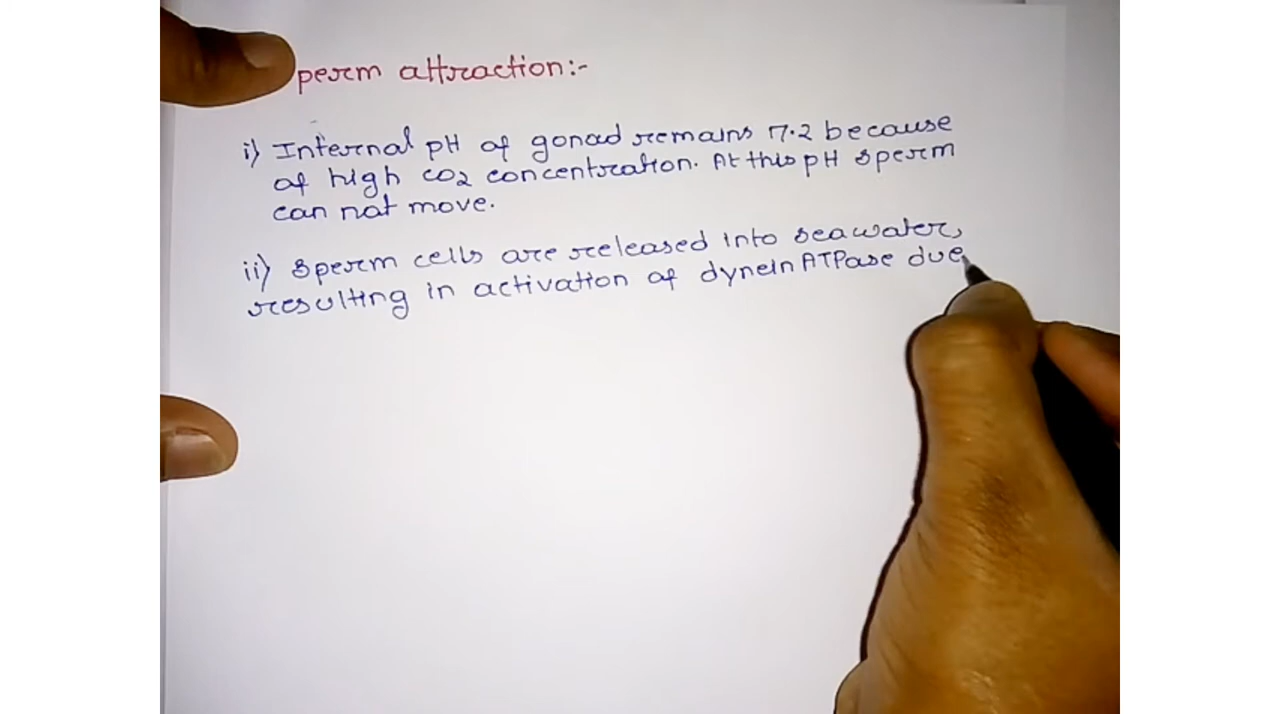 perm attraction:-
i) Internal pH of gonad remains 7.2 because
of high CO2 concentration. At this pH sperm
can not move.
ii) Sperm cells are released into seawater,
resulting in activation of dynein ATPase due